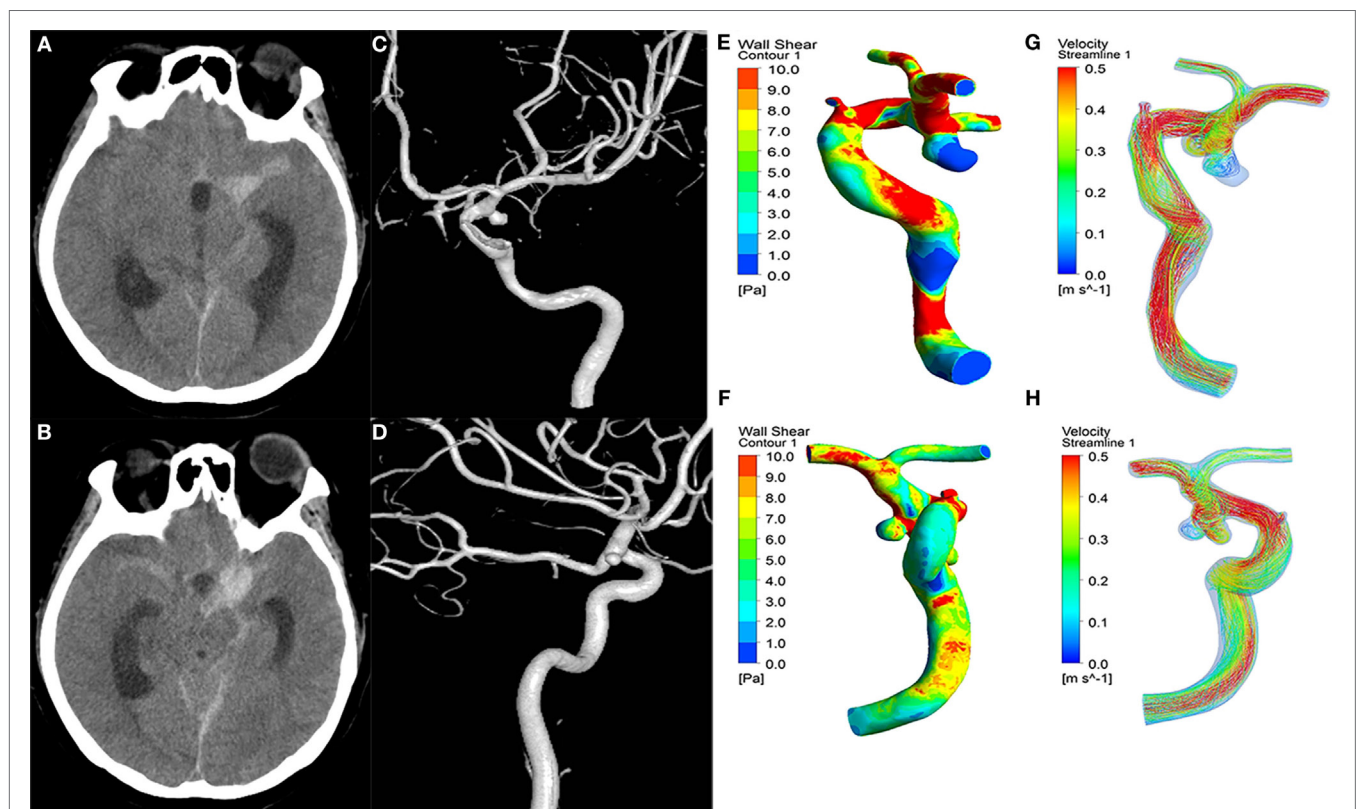 A
B
C
D
E
Wall Shear
Contour 1
10.0
9.0
8.0
7.0
6.0
5.0
4.0
3.0
2.0
1.0
0.0
[Pa]
F
Wall Shear
Contour 1
10.0
9.0
8.0
7.0
6.0
5.0
4.0
3.0
2.0
1.0
0.0
[Pa]
G
Velocity
Streamline 1
0.5
0.4
0.3
0.2
0.1
0.0
[m s^-1]
H
Velocity
Streamline 1
0.5
0.4
0.3
0.2
0.1
0.0
[m s^-1]